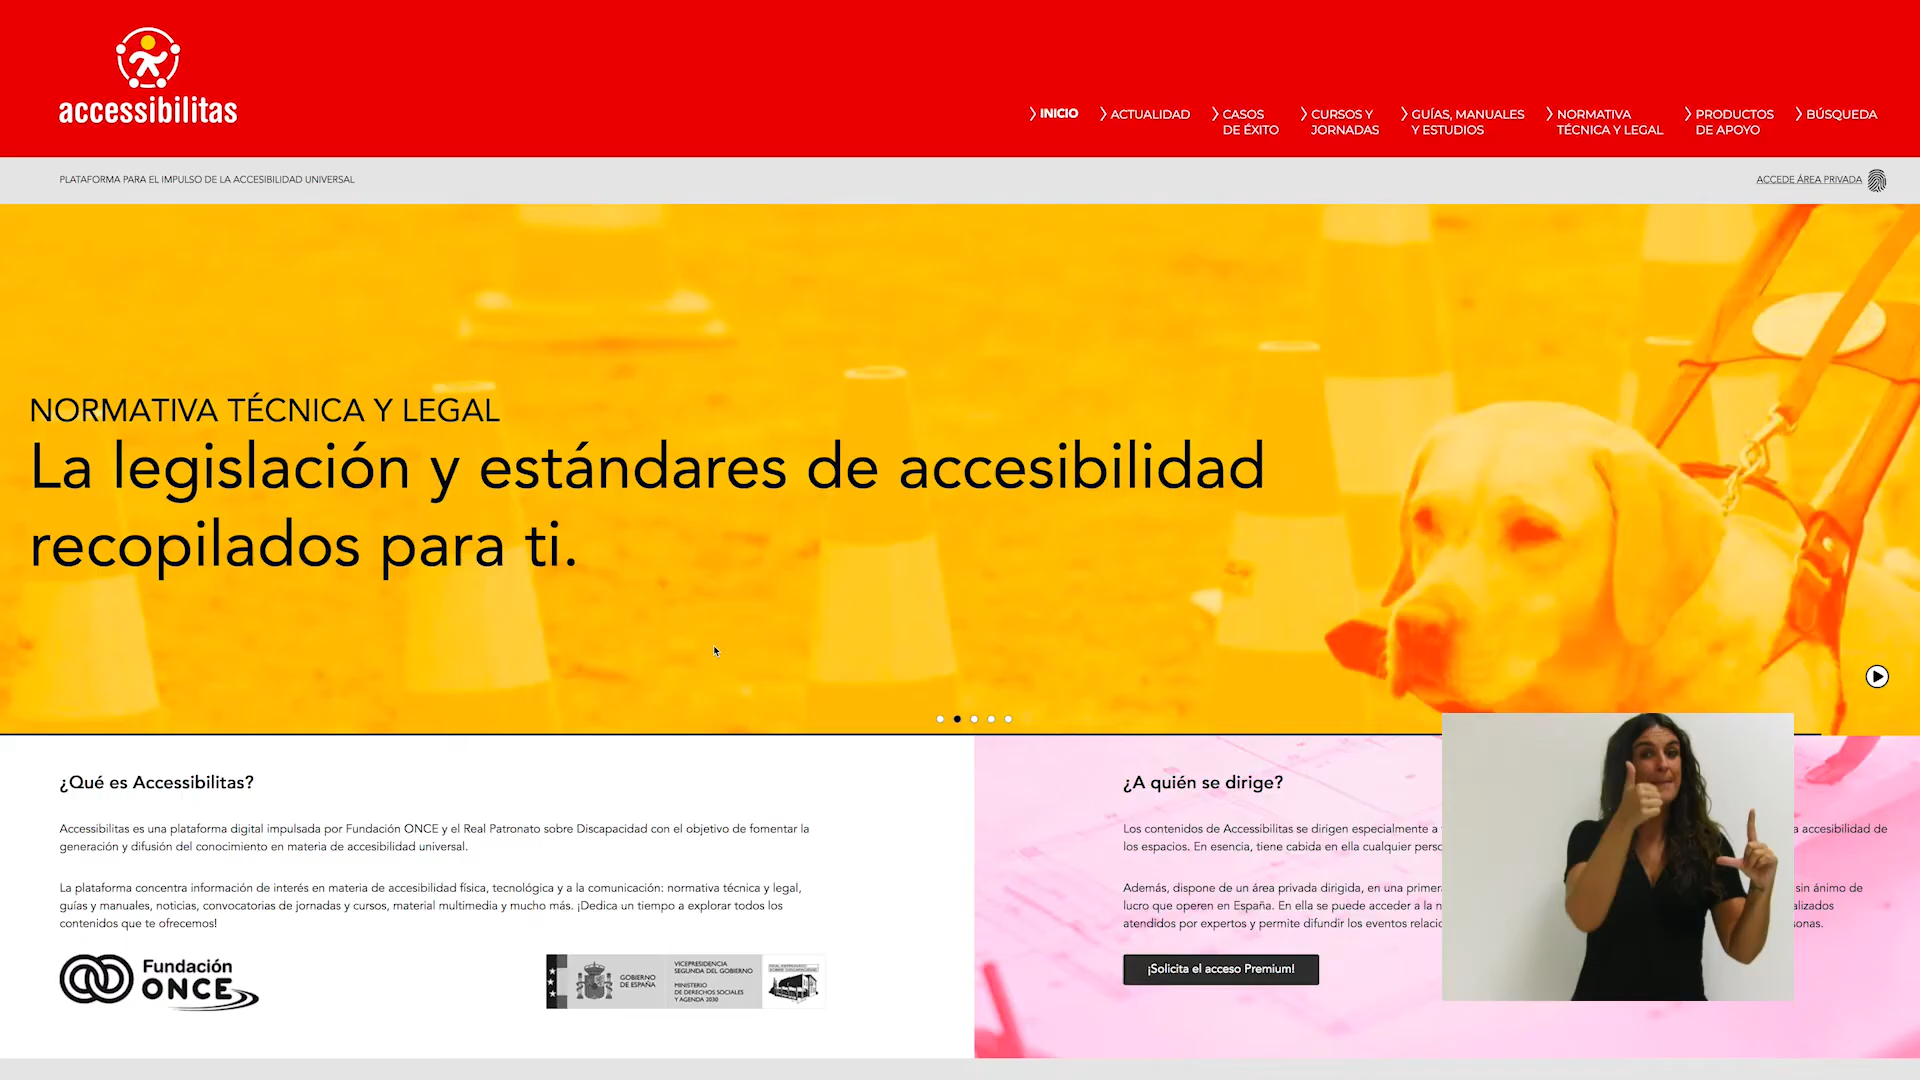 accessibilitas
INICIO
ACTUALIDAD
CASOS
DE ÉXITO
CURSOS Y
JORNADAS
GUÍAS, MANUALES
Y ESTUDIOS
NORMATIVA
TÉCNICA Y LEGAL
PRODUCTOS
DE APOYO
BÚSQUEDA
PLATAFORMA PARA EL IMPULSO DE LA ACCESIBILIDAD UNIVERSAL
ACCEDE ÁREA PRIVADA
NORMATIVA TÉCNICA Y LEGAL
La legislación y estándares de accesibilidad
recopilados para ti.
¿Qué es Accessibilitas?
Accessibilitas es una plataforma digital impulsada por Fundación ONCE y el Real Patronato sobre Discapacidad con el objetivo de fomentar la
generación y difusión del conocimiento en materia de accesibilidad universal.
La plataforma concentra información de interés en materia de accesibilidad física, tecnológica y a la comunicación: normativa técnica y legal,
guías y manuales, noticias, convocatorias de jornadas y cursos, material multimedia y mucho más. ¡Dedica un tiempo a explorar todos los
contenidos que te ofrecemos!
Fundación
ONCE
GOBIERNO
DE ESPAÑA
VICEPRESIDENCIA
SEGUNDA DEL GOBIERNO
MINISTERIO
DE DERECHOS SOCIALES
Y AGENDA 2030
REAL PATRONATO
SOBRE DISCAPACIDAD
¿A quién se dirige?
Los contenidos de Accessibilitas se dirigen especialmente a a accesibilidad de
los espacios. En esencia, tiene cabida en ella cualquier
Además, dispone de un área privada dirigida, en una sin ánimo de
lucro que operen en España. En ella se puede acceder a la
atendidos por expertos y permite difundir los eventos
¡Solicita el acceso Premium!